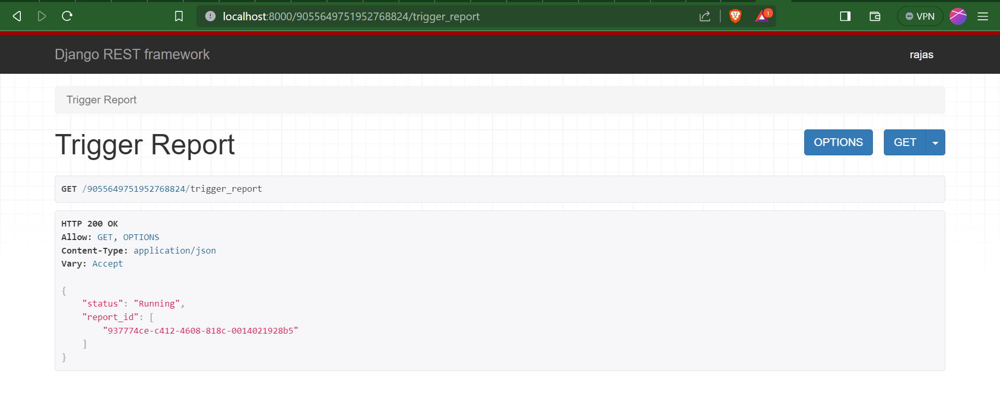 localhost:8000/9055649751952768824/trigger_report
1
VPN
Django REST framework
rajas
Trigger Report
Trigger Report
OPTIONS
GET
GET /9055649751952768824/trigger_report
HTTP 200 OK
Allow: GET, OPTIONS
Content-Type: application/json
Vary: Accept
{
    "status": "Running",
    "report_id": [
        "937774ce-c412-4608-818c-0014021928b5"
    ]
}